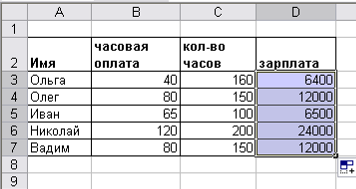 A B C D
1
часовая кол-во
2 Имя оплата часов зарплата
3 Ольга 40 160 6400
4 Олег 80 150 12000
5 Иван 65 100 6500
6 Николай 120 200 24000
7 Вадим 80 150 12000
8
9